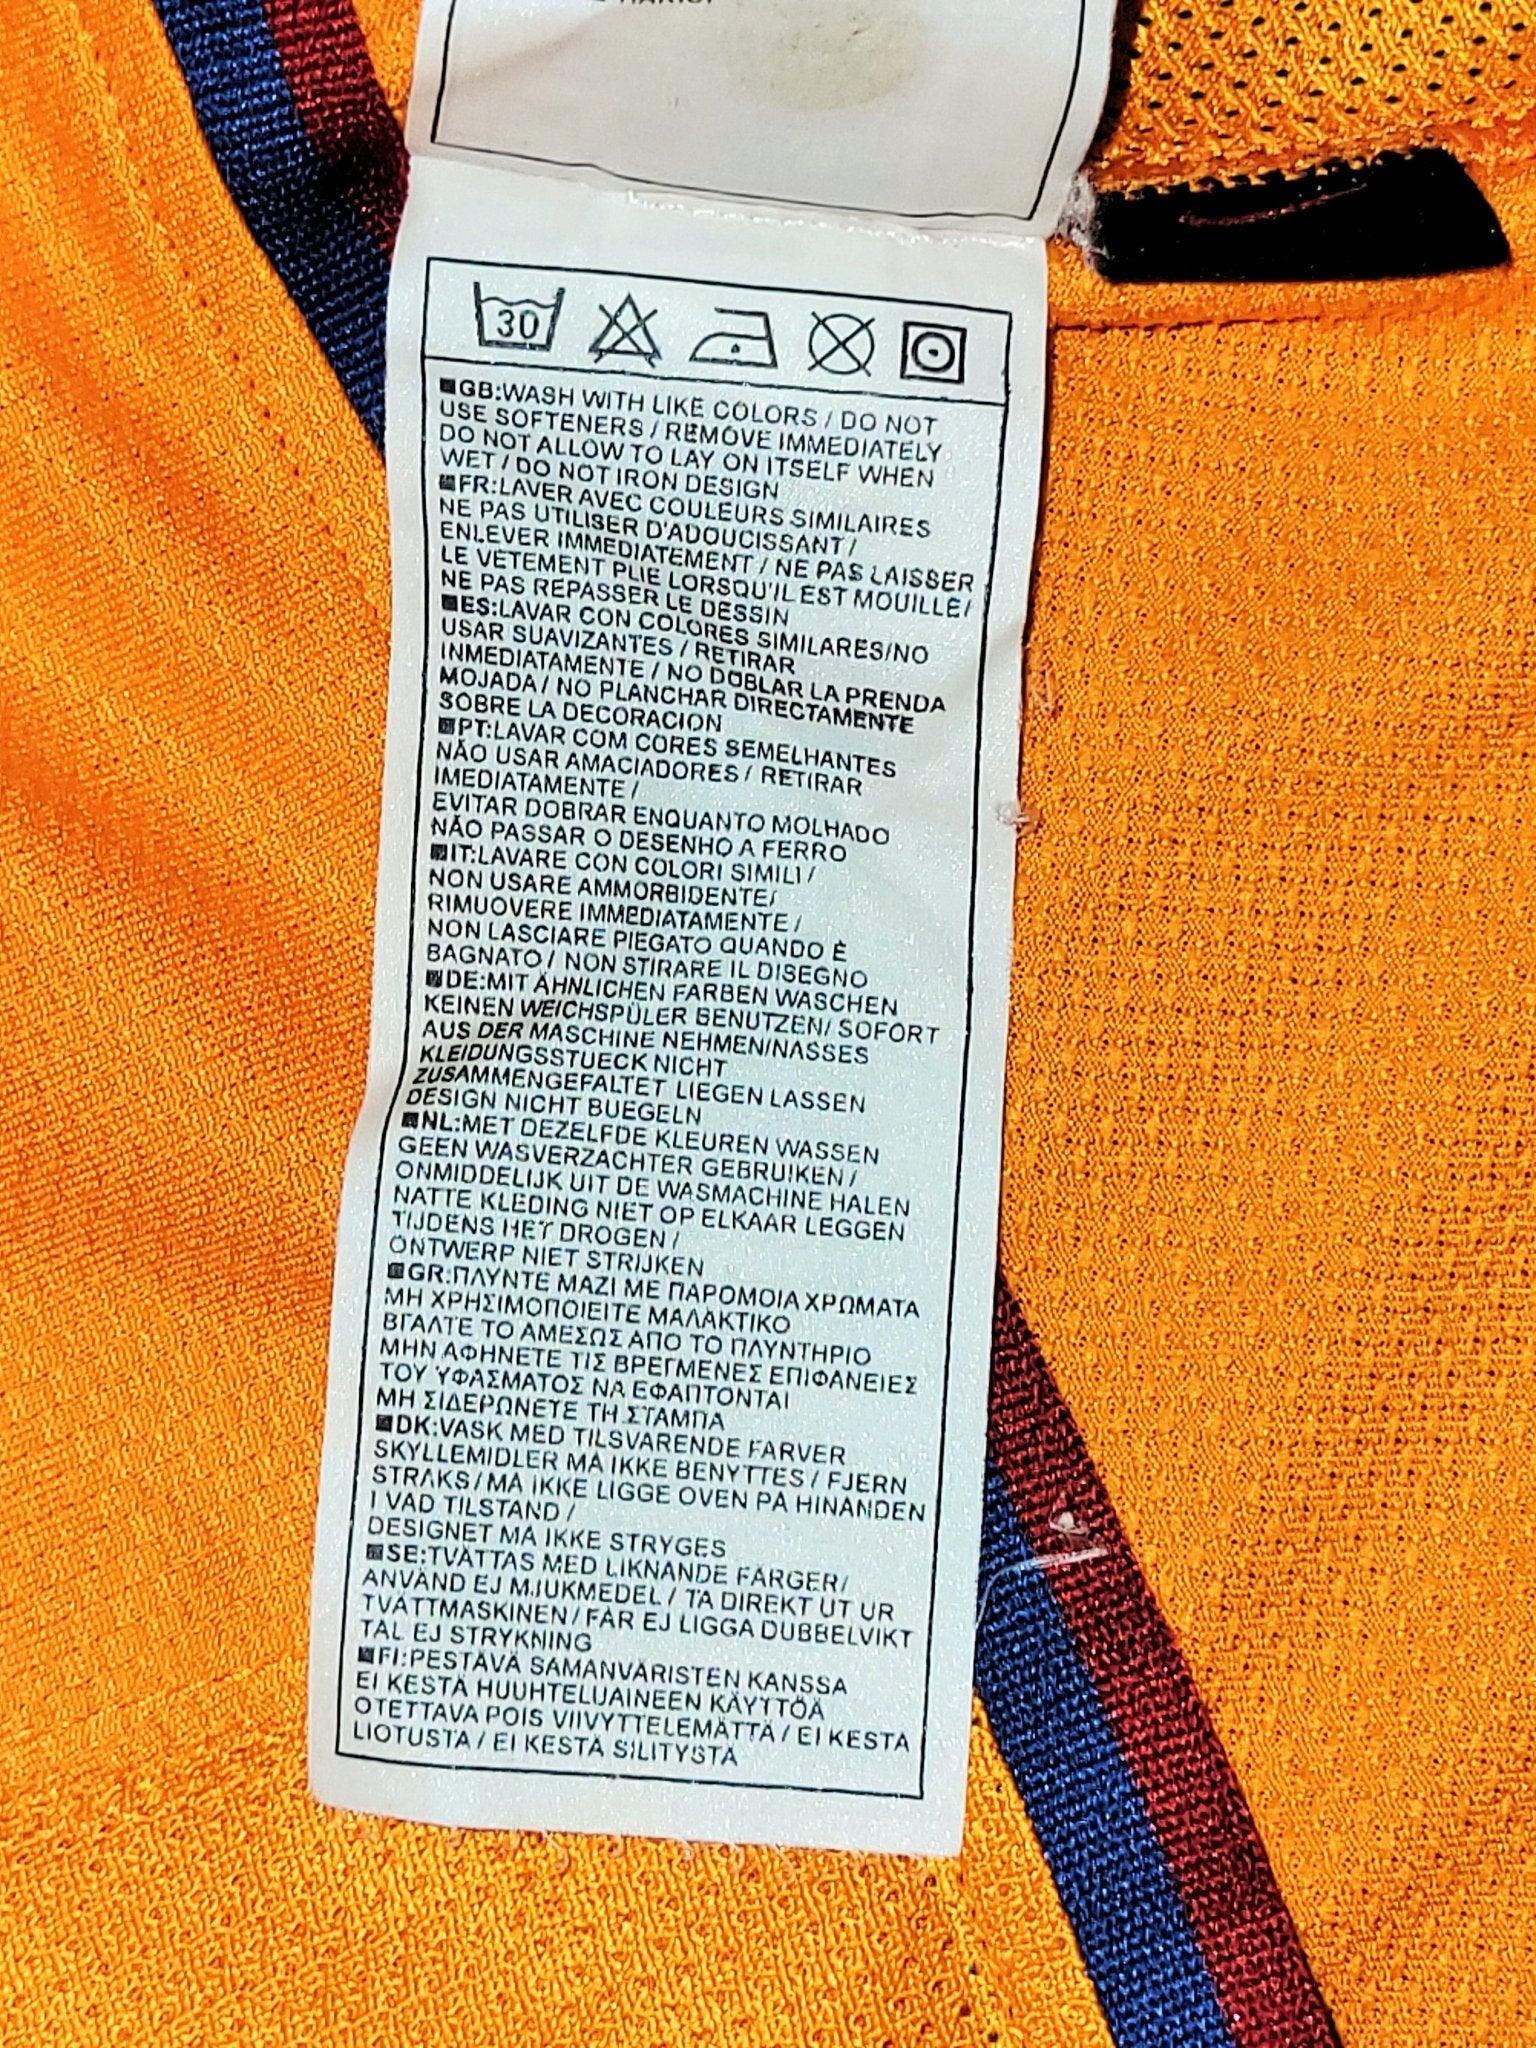 30
GB:WASH WITH LIKE COLORS / DO NOT
USE SOFTENERS / REMOVE IMMEDIATELY
DO NOT ALLOW TO LAY ON ITSELF WHEN
WET / DO NOT IRON DESIGN
FR:LAVER AVEC COULEURS SIMILAIRES
NE PAS UTILISER D'ADOUCISSANT /
ENLEVER IMMEDIATEMENT / NE PAS LAISSER
LE VETEMENT PLIE LORSQU'IL EST MOUILLE /
NE PAS REPASSER LE DESSIN
ES:LAVAR CON COLORES SIMILARES/NO
USAR SUAVIZANTES / RETIRAR
INMEDIATAMENTE / NO DOBLAR LA PRENDA
MOJADA / NO PLANCHAR DIRECTAMENTE
SOBRE LA DECORACION
PT:LAVAR COM CORES SEMELHANTES
NÃO USAR AMACIADORES / RETIRAR
IMEDIATAMENTE /
EVITAR DOBRAR ENQUANTO MOLHADO
NÃO PASSAR O DESENHO A FERRO
IT:LAVARE CON COLORI SIMILI /
NON USARE AMMORBIDENTE/
RIMUOVERE IMMEDIATAMENTE /
NON LASCIARE PIEGATO QUANDO È
BAGNATO / NON STIRARE IL DISEGNO
DE:MIT ÄHNLICHEN FARBEN WASCHEN
KEINEN WEICHSPÜLER BENUTZEN/ SOFORT
AUS DER MASCHINE NEHMEN/NASSES
KLEIDUNGSSTUECK NICHT
ZUSAMMENGEFALTET LIEGEN LASSEN
DESIGN NICHT BUEGELN
NL:MET DEZELFDE KLEUREN WASSEN
GEEN WASVERZACHTER GEBRUIKEN /
ONMIDDELIJK UIT DE WASMACHINE HALEN
NATTE KLEDING NIET OP ELKAAR LEGGEN
TIJDENS HET DROGEN /
ONTWERP NIET STRIJKEN
GR:ΠΛΥΝΤΕ ΜΑΖΙ ΜΕ ΠΑΡΟΜΟΙΑ ΧΡΩΜΑΤΑ
ΜΗ ΧΡΗΣΙΜΟΠΟΙΕΙΤΕ ΜΑΛΑΚΤΙΚΟ
ΒΓΑΛΤΕ ΤΟ ΑΜΕΣΩΣ ΑΠΟ ΤΟ ΠΛΥΝΤΗΡΙΟ
ΜΗΝ ΑΦΗΝΕΤΕ ΤΙΣ ΒΡΕΓΜΕΝΕΣ ΕΠΙΦΑΝΕΙΕΣ
ΤΟΥ ΥΦΑΣΜΑΤΟΣ ΝΑ ΕΦΑΠΤΟΝΤΑΙ
ΜΗ ΣΙΔΕΡΩΝΕΤΕ ΤΗ ΣΤΑΜΠΑ
DK:VASK MED TILSVARENDE FARVER
SKYLLEMIDLER MA IKKE BENYTTES / FJERN
STRAKS / MA IKKE LIGGE OVEN PA HINANDEN
I VAD TILSTAND /
DESIGNET MA IKKE STRYGES
SE:TVÄTTAS MED LIKNANDE FÄRGER/
ANVÄND EJ MJUKMEDEL / TA DIREKT UT UR
TVÄTTMASKINEN / FÅR EJ LIGGA DUBBELVIKT
TÅL EJ STRYKNING
FI:PESTÄVÄ SAMANVÄRISTEN KANSSA
EI KESTÄ HUUHTELUAINEEN KÄYTTÖÄ
OTETTAVA POIS VIIVYTTELEMÄTTÄ / EI KESTÄ
LIOTUSTA / EI KESTÄ SILITYSTÄ